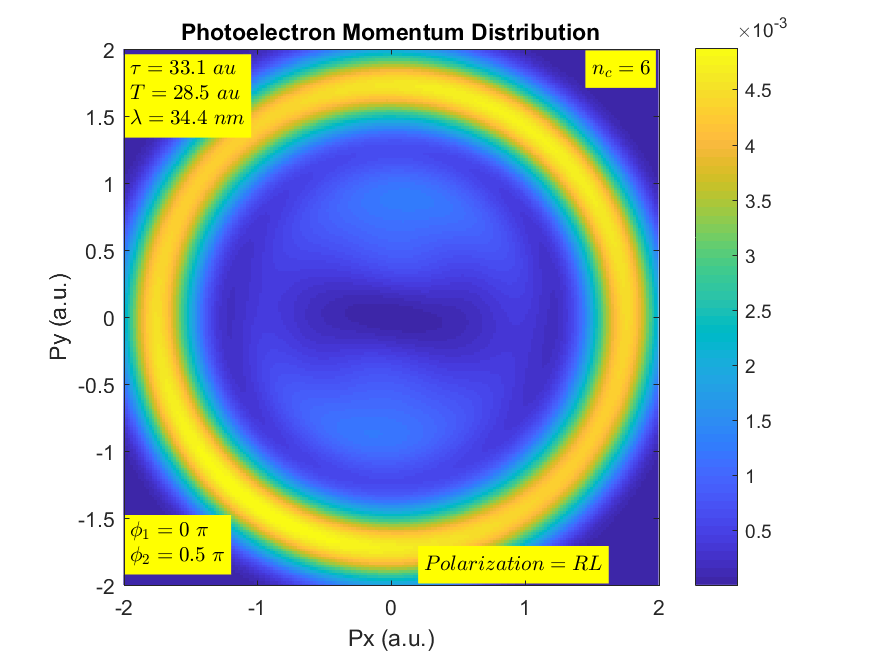 Photoelectron Momentum Distribution
×10⁻³
τ = 33.1 au
T = 28.5 au
λ = 34.4 nm
n_c = 6
ϕ₁ = 0 π
ϕ₂ = 0.5 π
Polarization = RL
2
1.5
1
0.5
0
-0.5
-1
-1.5
-2
Py (a.u.)
-2
-1
0
1
2
Px (a.u.)
4.5
4
3.5
3
2.5
2
1.5
1
0.5